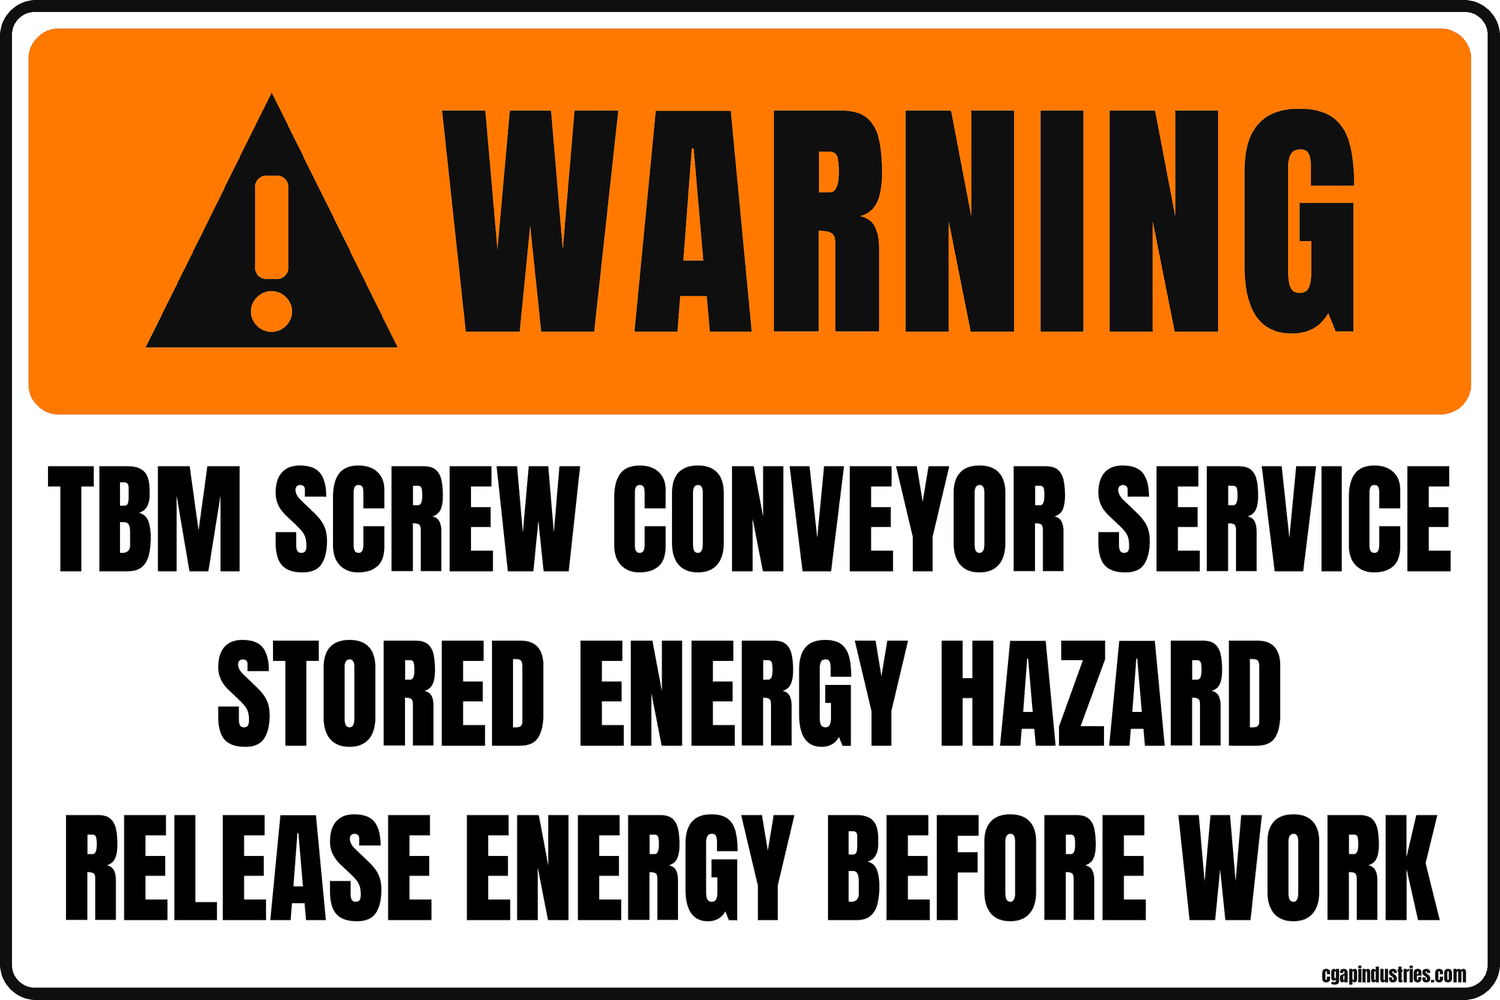 WARNING
TBM SCREW CONVEYOR SERVICE
STORED ENERGY HAZARD
RELEASE ENERGY BEFORE WORK
cgapindustries.com